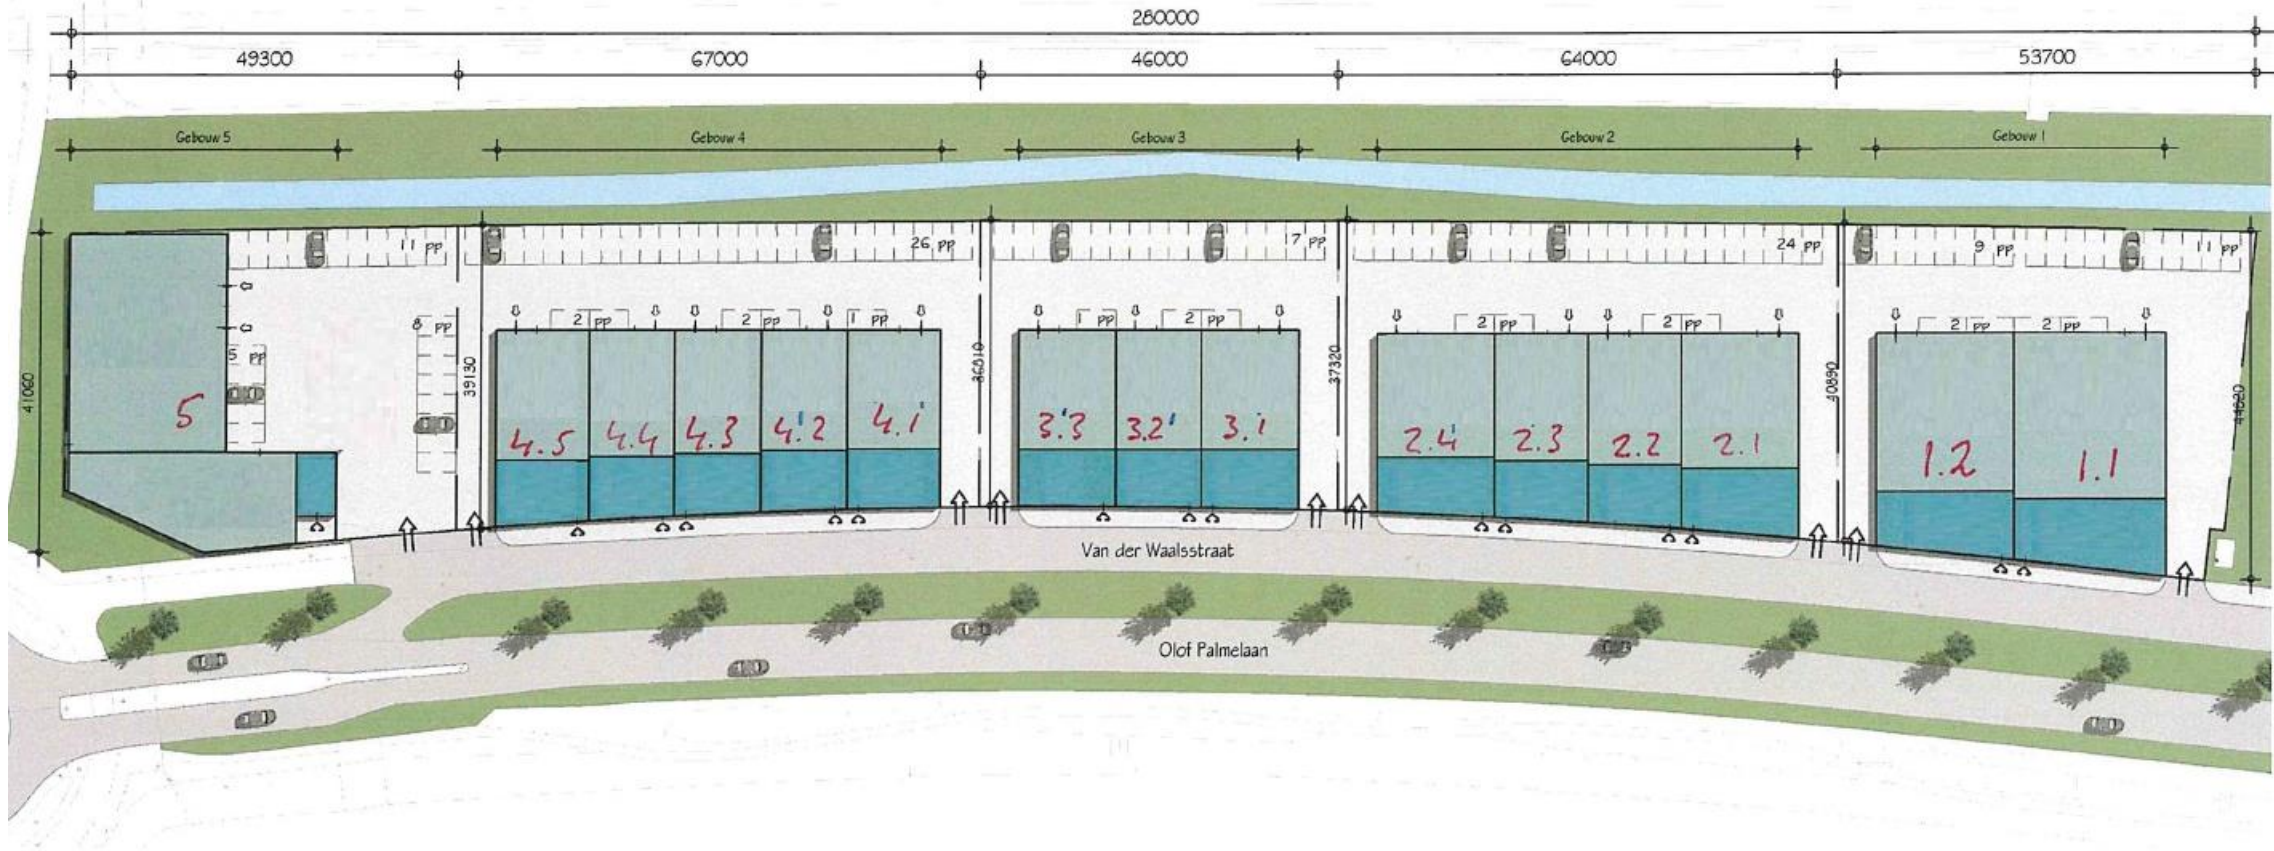 280000
49300 67000 46000 64000 53700
Gebouw 5 Gebouw 4 Gebouw 3 Gebouw 2 Gebouw 1
11 PP 26 PP 17 PP 24 PP 9 PP 11 PP
8 PP 2 PP 2 PP 1 PP 1 PP 2 PP 2 PP 2 PP 2 PP 2 PP
5 PP
41060 39130 36810 37320 40890 44620
5 4.5 4.4 4.3 4.2 4.1 3.3 3.2 3.1 2.4 2.3 2.2 2.1 1.2 1.1
Van der Waalsstraat
Olof Palmelaan